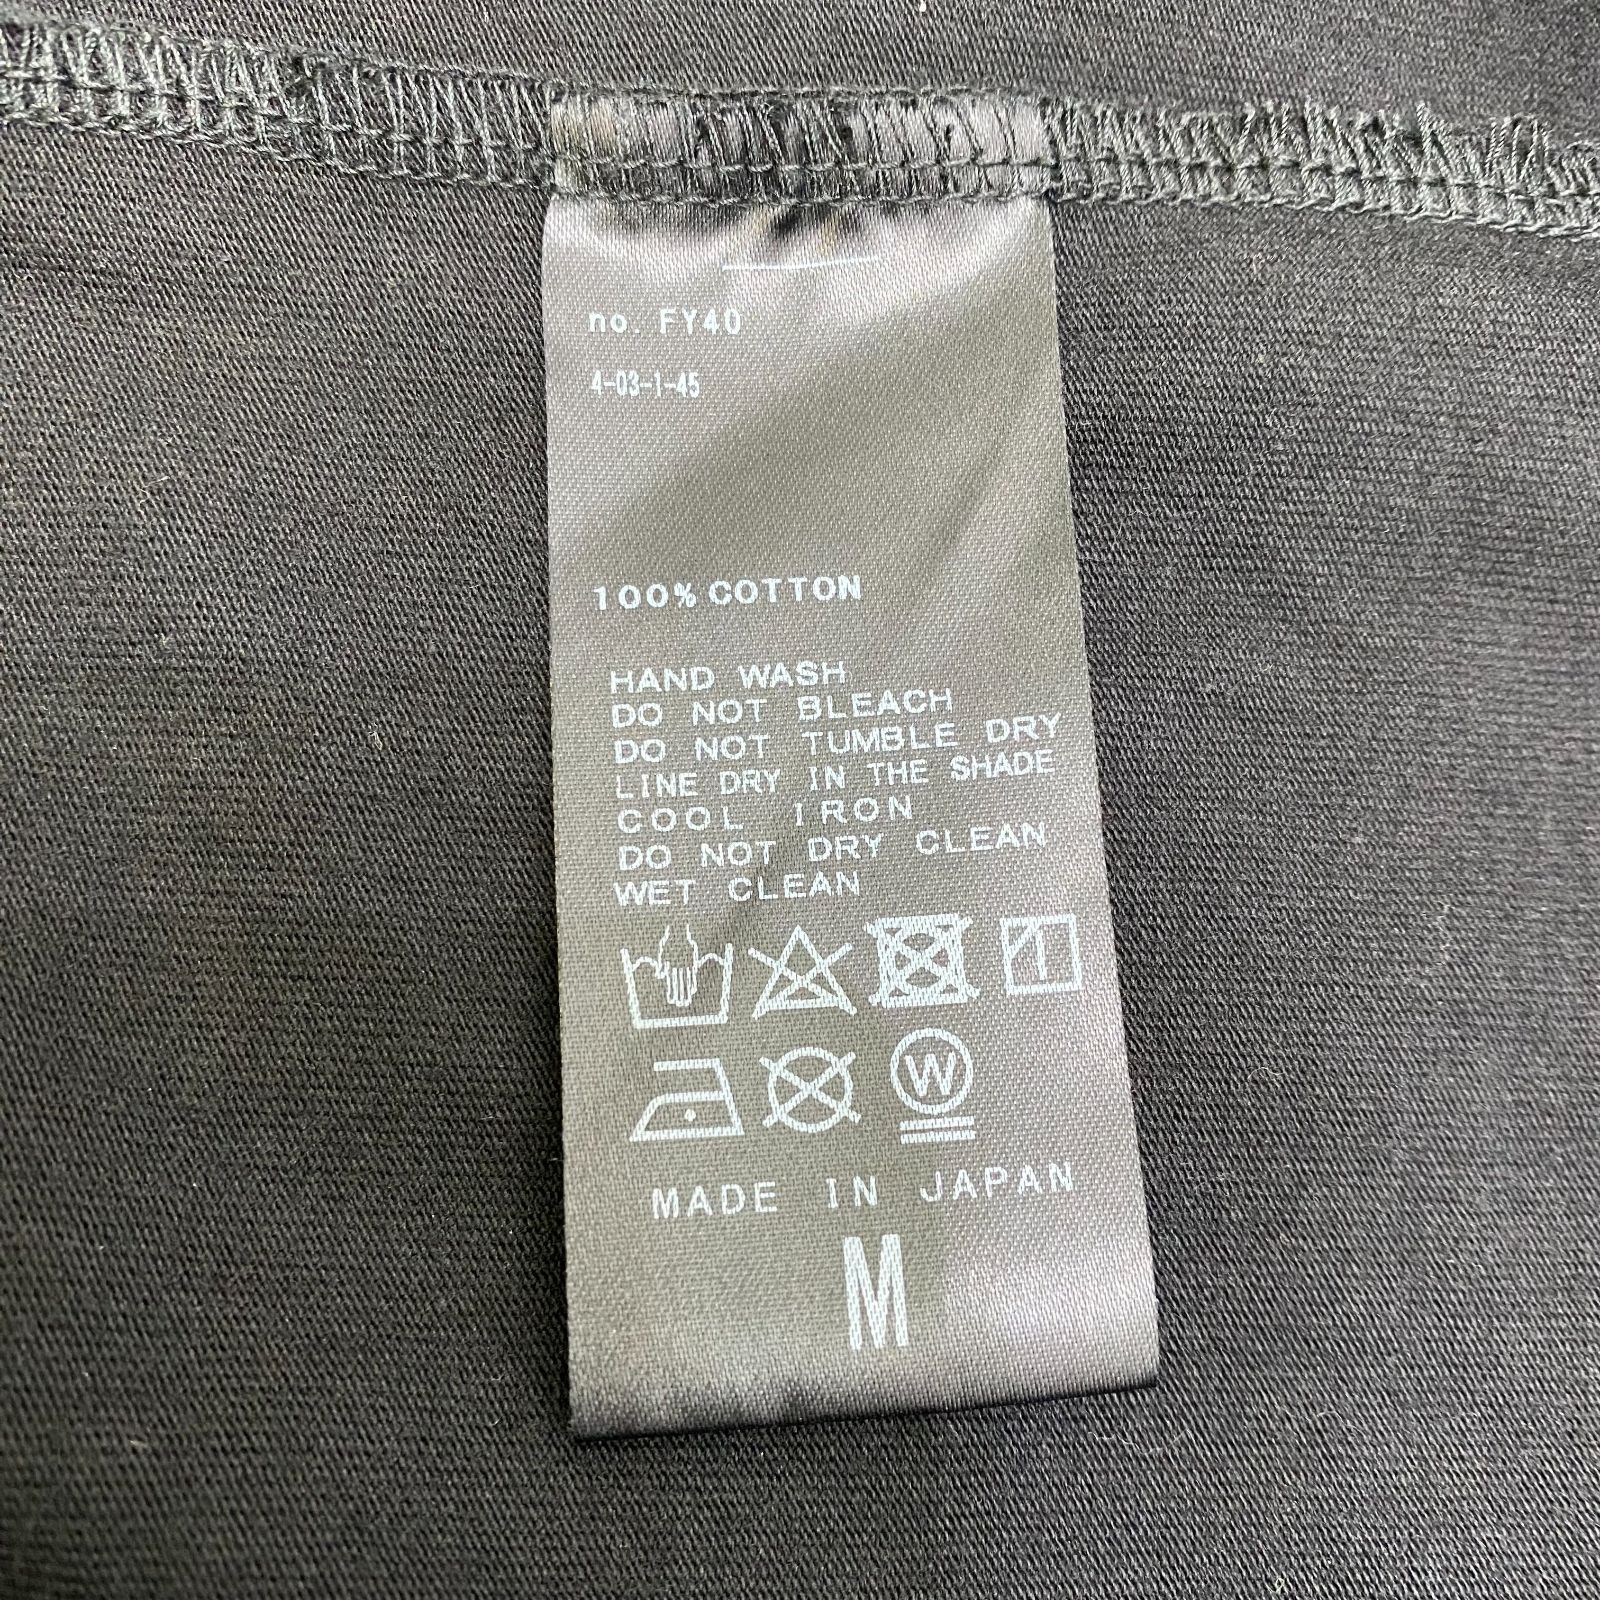 no. FY40
4-03-1-45
100% COTTON
HAND WASH
DO NOT BLEACH
DO NOT TUMBLE DRY
LINE DRY IN THE SHADE
COOL IRON
DO NOT DRY CLEAN
WET CLEAN
W
MADE IN JAPAN
M